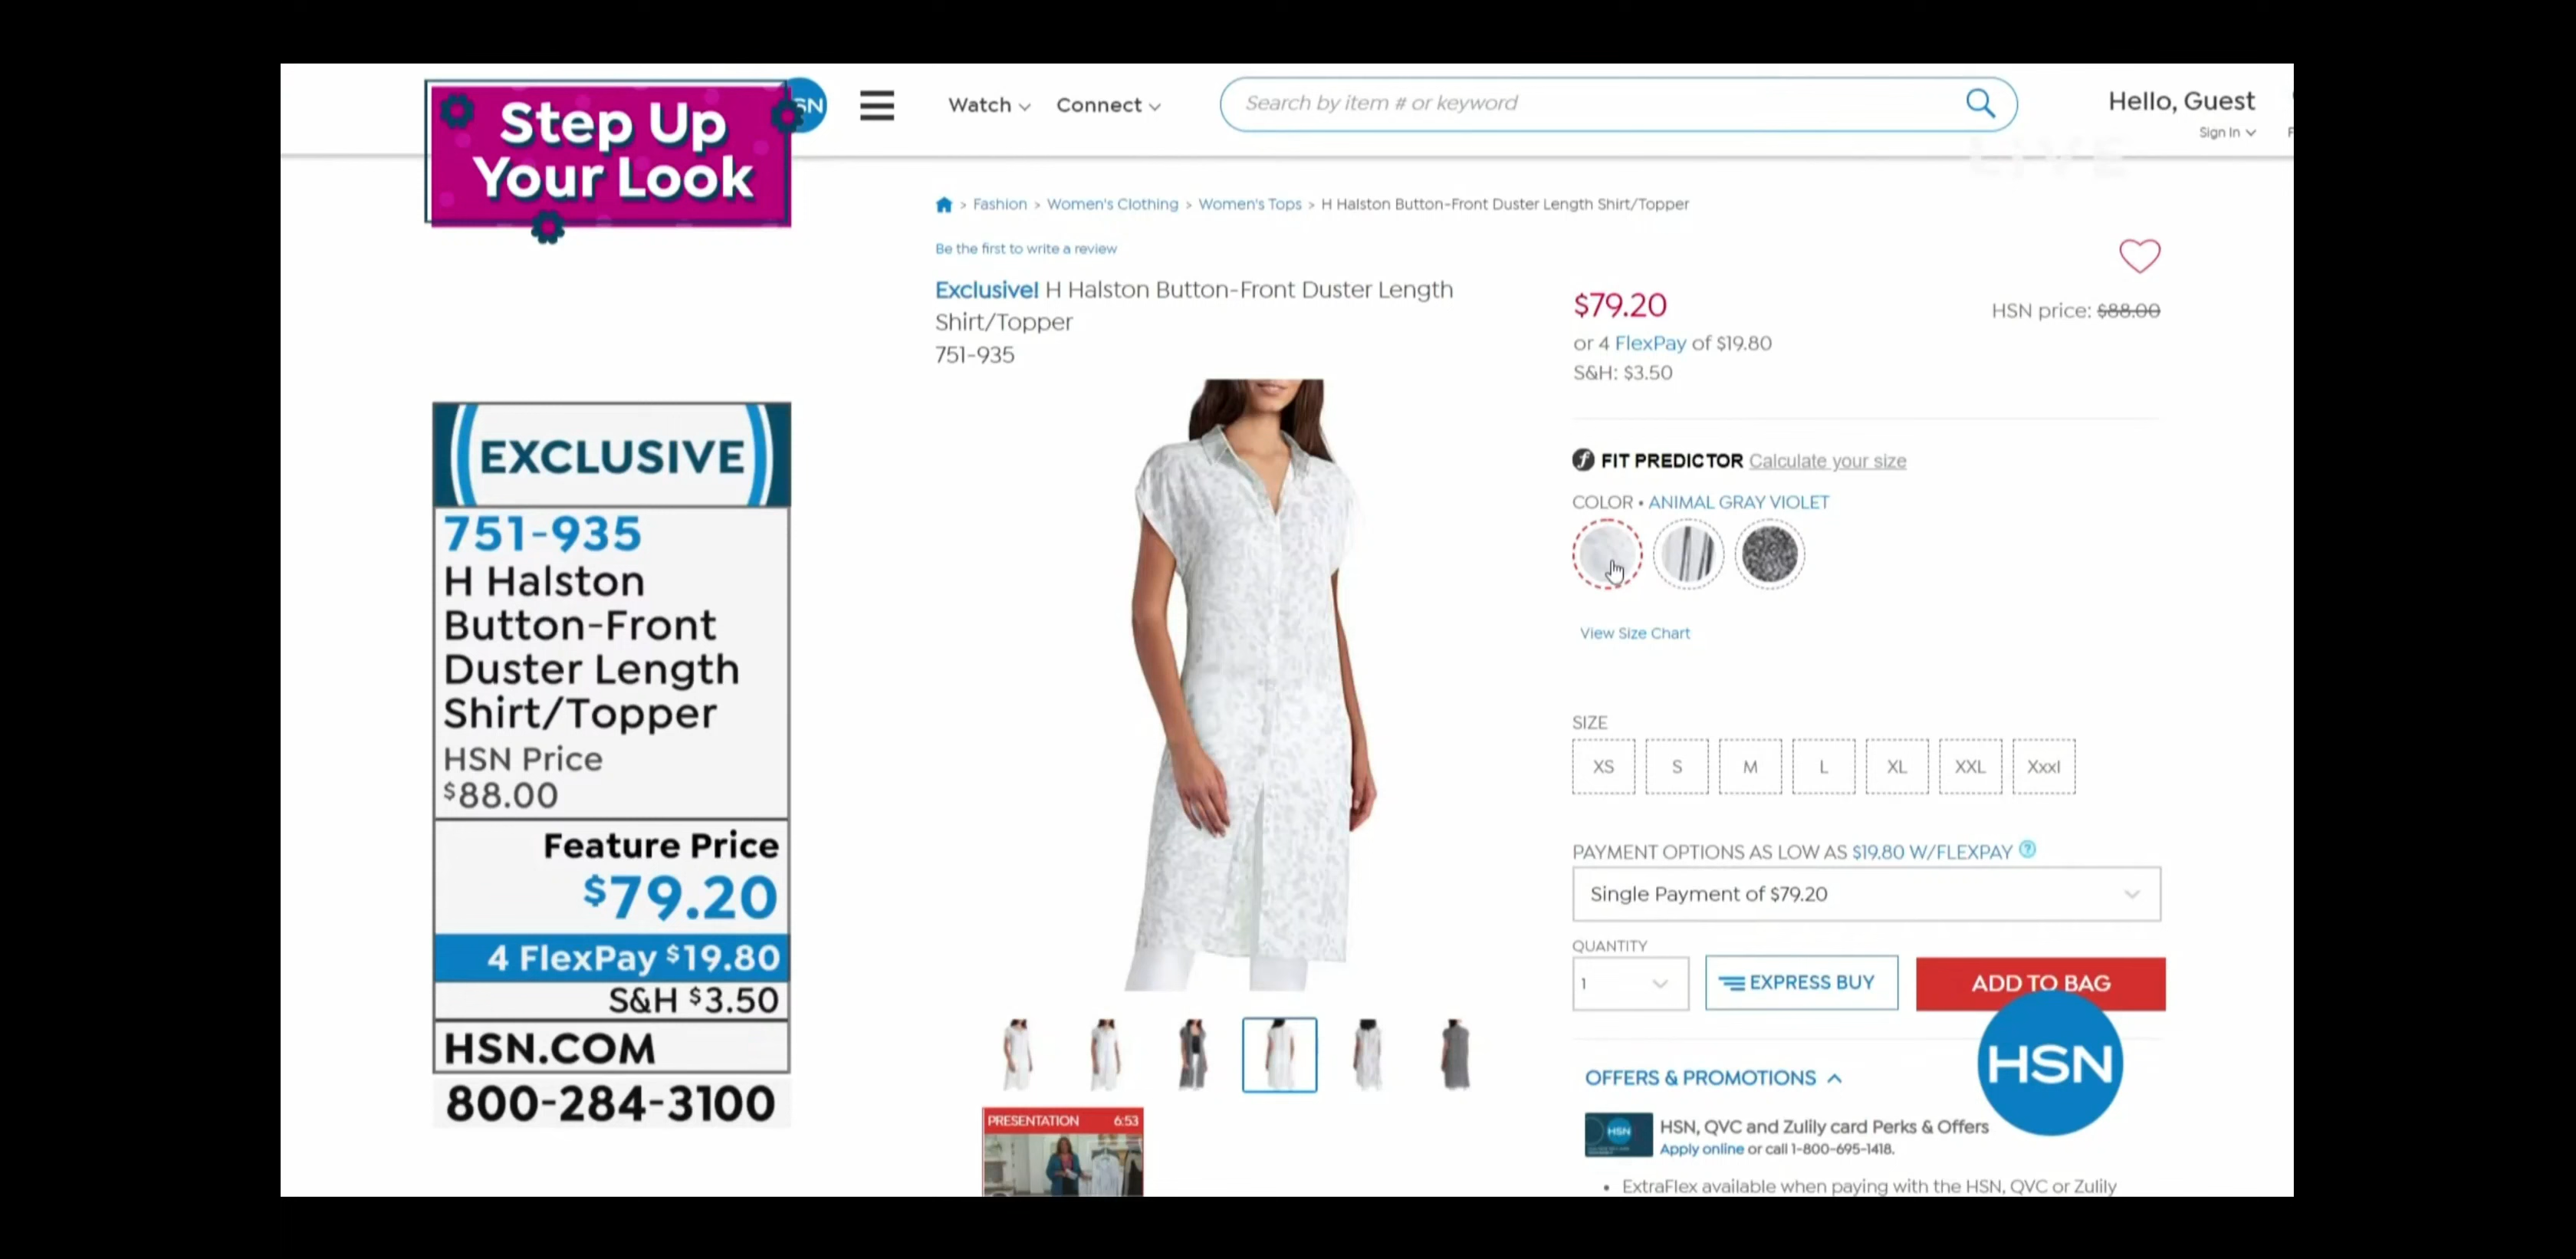 Step Up
Your Look
SN
Watch
Connect
Search by item # or keyword
Hello, Guest
Sign In
LIVE
> Fashion > Women's Clothing > Women's Tops > H Halston Button-Front Duster Length Shirt/Topper
Be the first to write a review
Exclusive! H Halston Button-Front Duster Length
Shirt/Topper
751-935
$79.20
HSN price: $88.00
or 4 FlexPay of $19.80
S&H: $3.50
FIT PREDICTOR Calculate your size
COLOR • ANIMAL GRAY VIOLET
View Size Chart
SIZE
XS S M L XL XXL Xxxl
PAYMENT OPTIONS AS LOW AS $19.80 W/FLEXPAY ?
Single Payment of $79.20
QUANTITY
1
EXPRESS BUY
ADD TO BAG
OFFERS & PROMOTIONS
HSN
HSN, QVC and Zulily card Perks & Offers
Apply online or call 1-800-695-1418.
• ExtraFlex available when paying with the HSN, QVC or Zulily
PRESENTATION 6:53
EXCLUSIVE
751-935
H Halston
Button-Front
Duster Length
Shirt/Topper
HSN Price
$88.00
Feature Price
$79.20
4 FlexPay $19.80
S&H $3.50
HSN.COM
800-284-3100
HSN